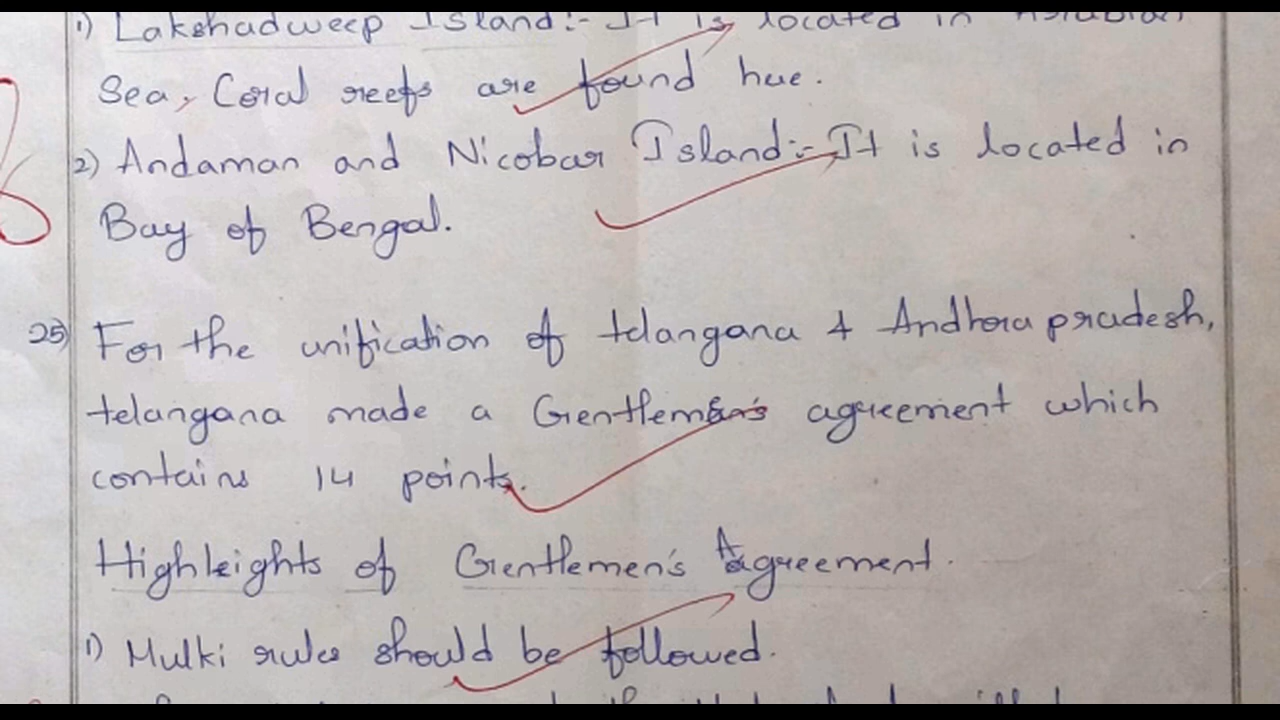 1) Lakshadweep Island:- It is located in Arabian
Sea, Coral reefs are found hue.
2) Andaman and Nicobar Island:- It is located in
Bay of Bengal.
25) For the unification of telangana & Andhra pradesh,
telangana made a Gentlemen's agreement which
contains 14 points.
Highleights of Gentlemen's Agreement.
1) Mulki rules should be followed.